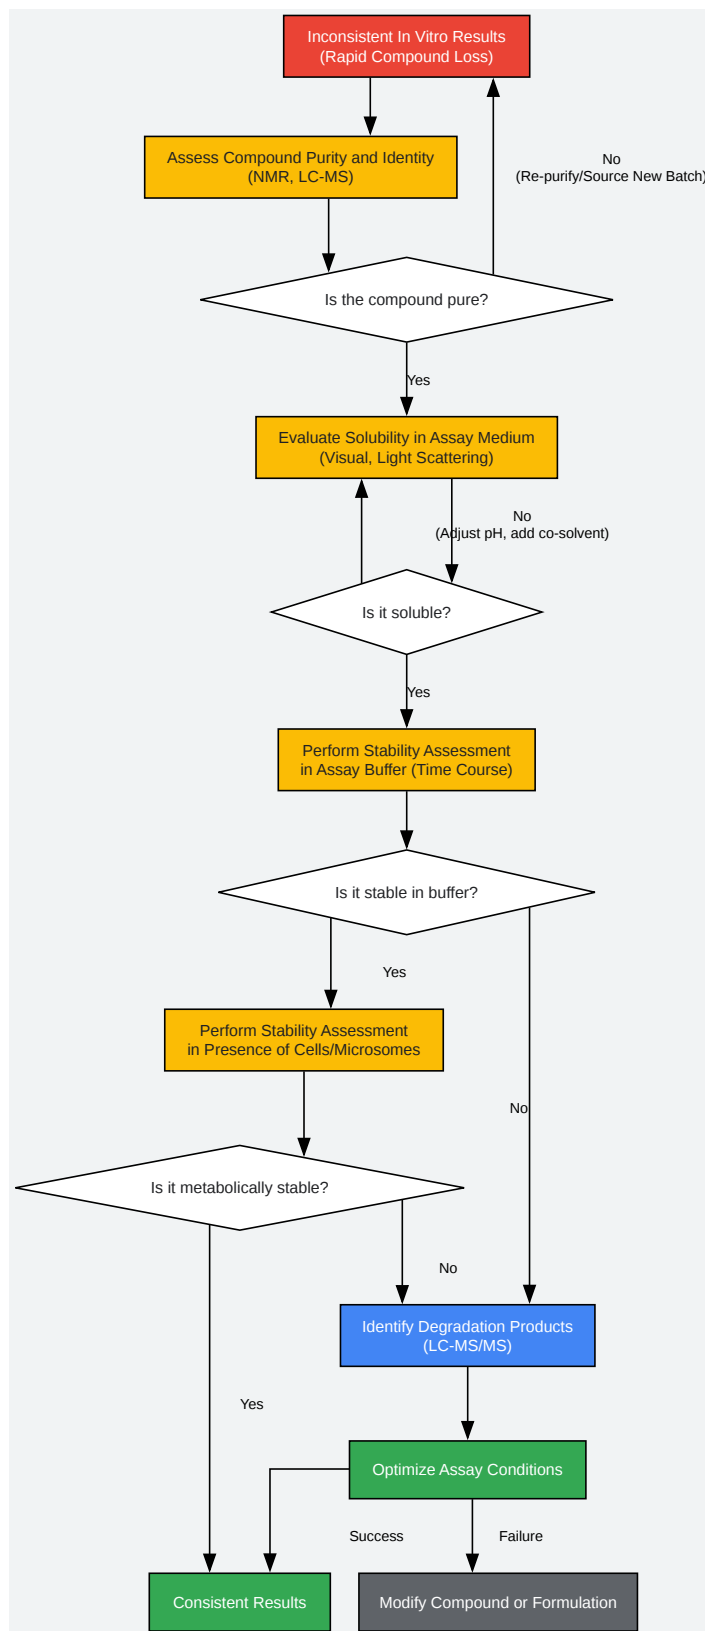 Inconsistent In Vitro Results
(Rapid Compound Loss)
Assess Compound Purity and Identity
(NMR, LC-MS)
No
(Re-purify/Source New Batch)
Is the compound pure?
Yes
Evaluate Solubility in Assay Medium
(Visual, Light Scattering)
No
(Adjust pH, add co-solvent)
Is it soluble?
Yes
Perform Stability Assessment
in Assay Buffer (Time Course)
Is it stable in buffer?
Yes
Perform Stability Assessment
in Presence of Cells/Microsomes
No
Is it metabolically stable?
No
Identify Degradation Products
(LC-MS/MS)
Yes
Optimize Assay Conditions
Success
Failure
Consistent Results
Modify Compound or Formulation